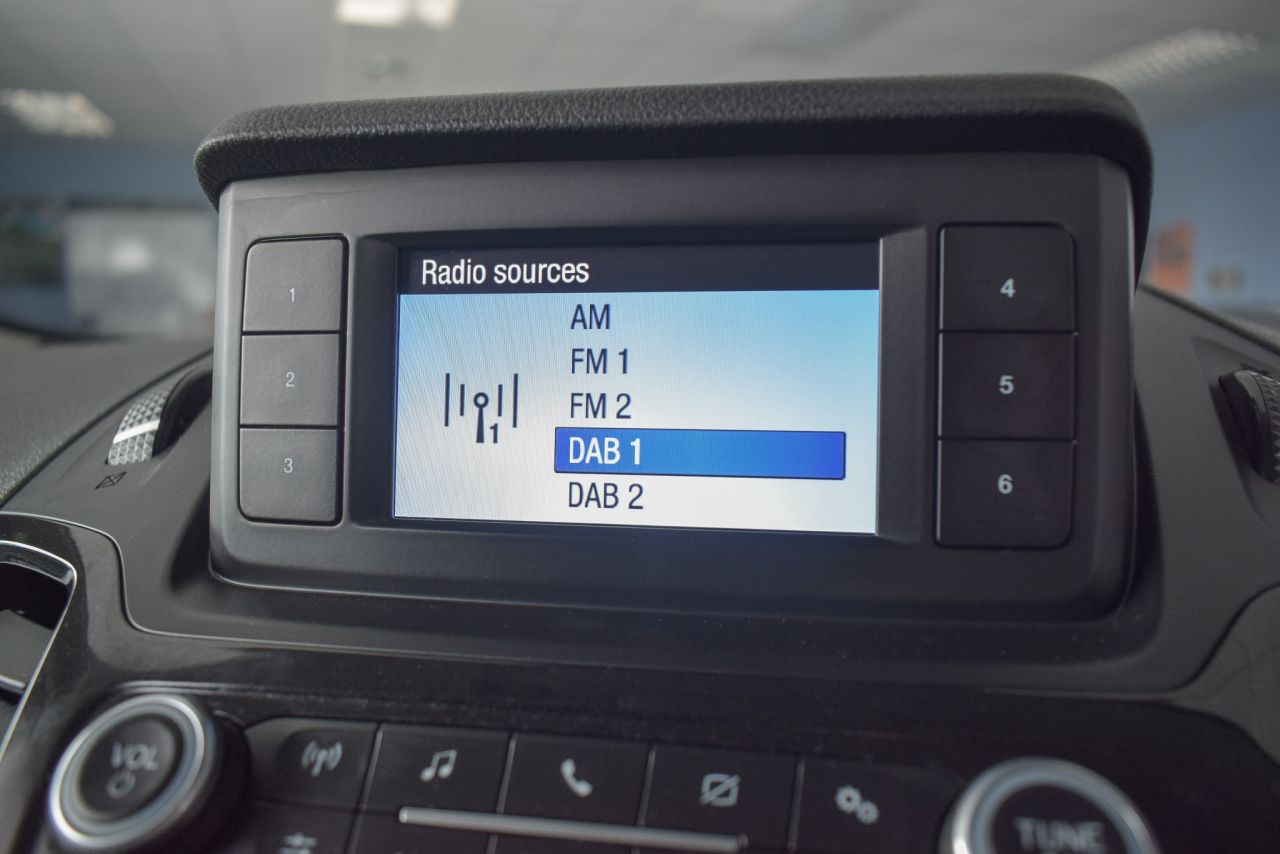 Radio sources
AM
FM 1
FM 2
DAB 1
DAB 2
1
1
2
3
4
5
6
VOL
TUNE